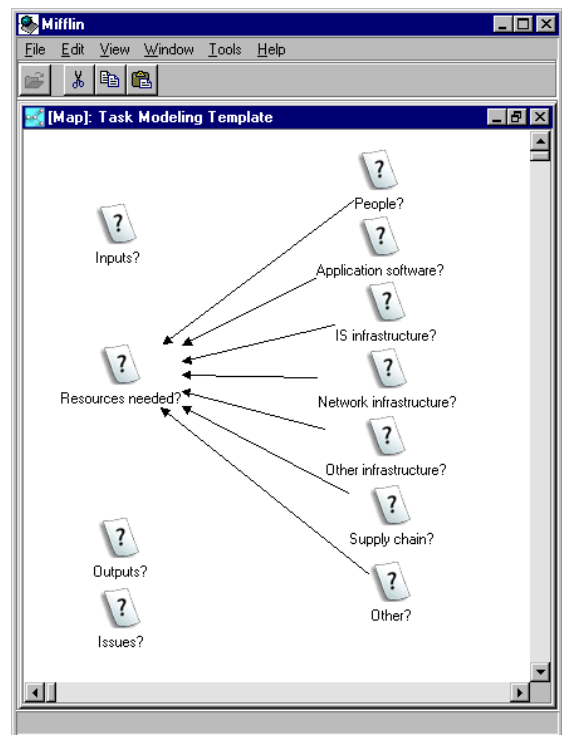 Mifflin
File Edit View Window Tools Help
[Map]: Task Modeling Template
?
People?
?
Inputs?
?
Application software?
?
IS infrastructure?
?
Resources needed?
?
Network infrastructure?
?
Other infrastructure?
?
Supply chain?
?
Outputs?
?
Other?
?
Issues?